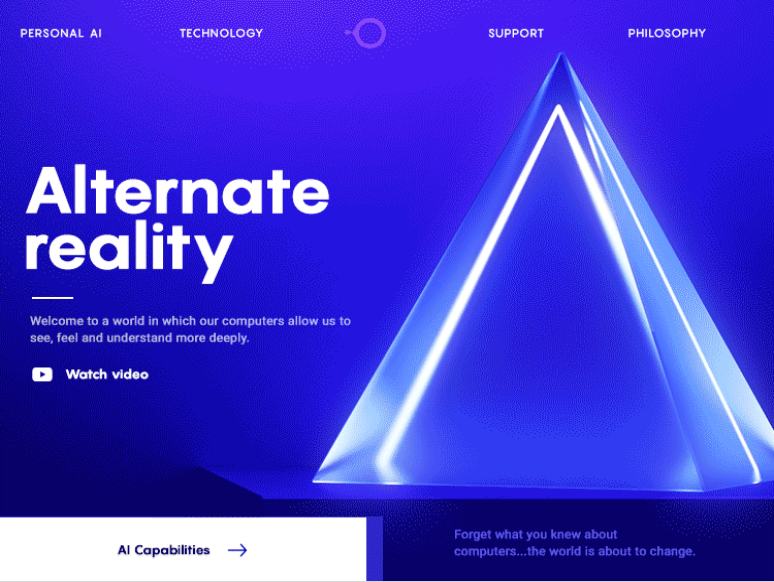 PERSONAL AI
TECHNOLOGY
SUPPORT
PHILOSOPHY
Alternate
reality
Welcome to a world in which our computers allow us to
see, feel and understand more deeply.
Watch video
AI Capabilities
Forget what you knew about
computers...the world is about to change.